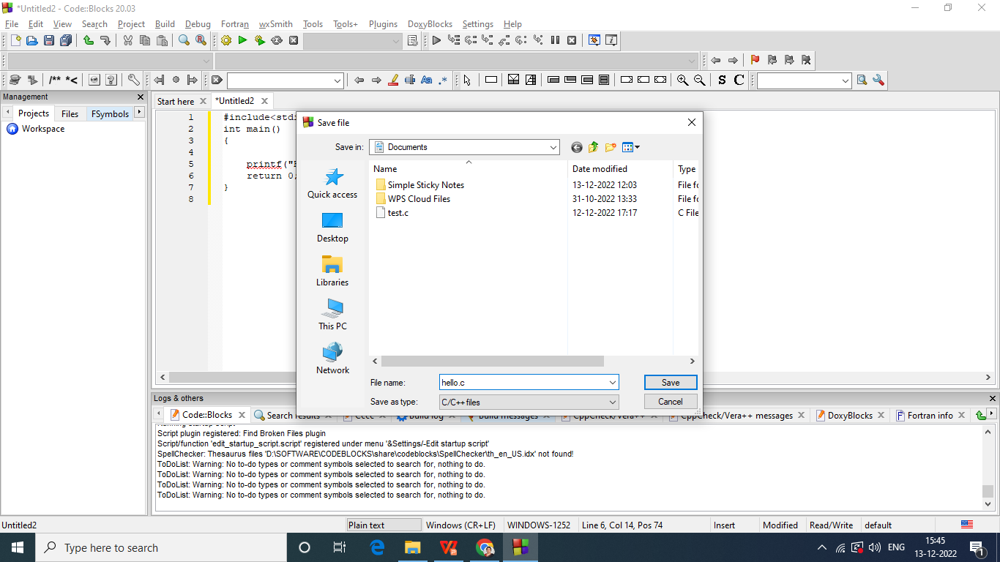 *Untitled2 - Code::Blocks 20.03
File Edit View Search Project Build Debug Fortran wxSmith Tools Tools+ Plugins DoxyBlocks Settings Help
/** *<
Aa .*
S C
Management
Projects Files FSymbols
Workspace
Start here *Untitled2
1 #include<std
2 int main()
3 {
4
5 printf("
6 return 0
7 }
8
Save file
Save in: Documents
Name Date modified Type
Simple Sticky Notes 13-12-2022 12:03 File fo
WPS Cloud Files 31-10-2022 13:33 File fo
test.c 12-12-2022 17:17 C File
Quick access
Desktop
Libraries
This PC
Network
File name: hello.c Save
Save as type: C/C++ files Cancel
Logs & others
Code::Blocks Search results Cccc Build log Build messages CppCheck/Vera++ CppCheck/Vera++ messages DoxyBlocks Fortran info
Running startup script
Script plugin registered: Find Broken Files plugin
Script/function 'edit_startup_script.script' registered under menu '&Settings/-Edit startup script'
SpellChecker: Thesaurus files 'D:\SOFTWARE\CODEBLOCKS\share\codeblocks\SpellChecker\th_en_US.idx' not found!
ToDoList: Warning: No to-do types or comment symbols selected to search for, nothing to do.
ToDoList: Warning: No to-do types or comment symbols selected to search for, nothing to do.
ToDoList: Warning: No to-do types or comment symbols selected to search for, nothing to do.
ToDoList: Warning: No to-do types or comment symbols selected to search for, nothing to do.
Untitled2 Plain text Windows (CR+LF) WINDOWS-1252 Line 6, Col 14, Pos 74 Insert Modified Read/Write default
Type here to search ENG 15:45
13-12-2022 1